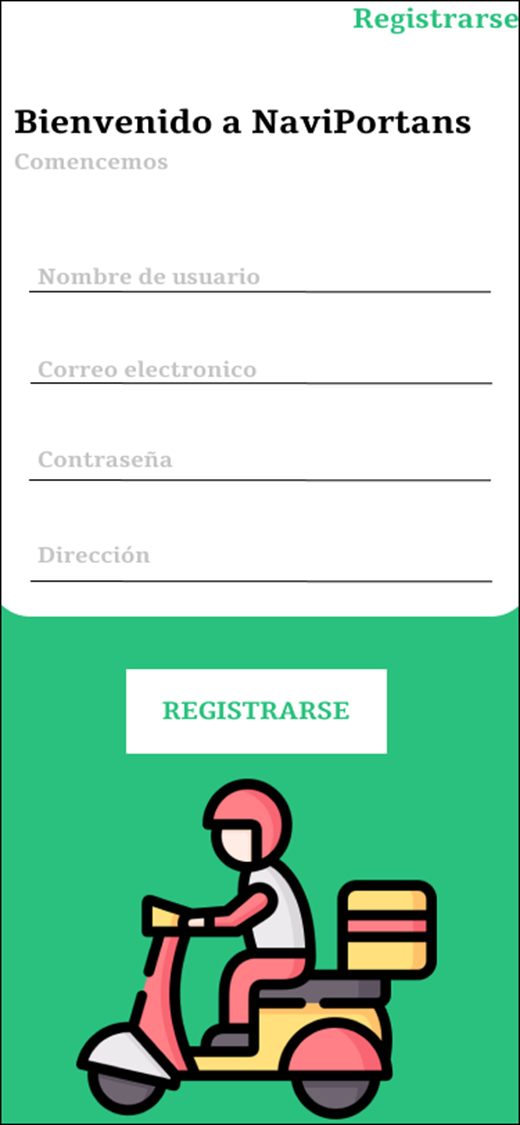 Registrarse
Bienvenido a NaviPortans
Comencemos
Nombre de usuario
Correo electronico
Contraseña
Dirección
REGISTRARSE